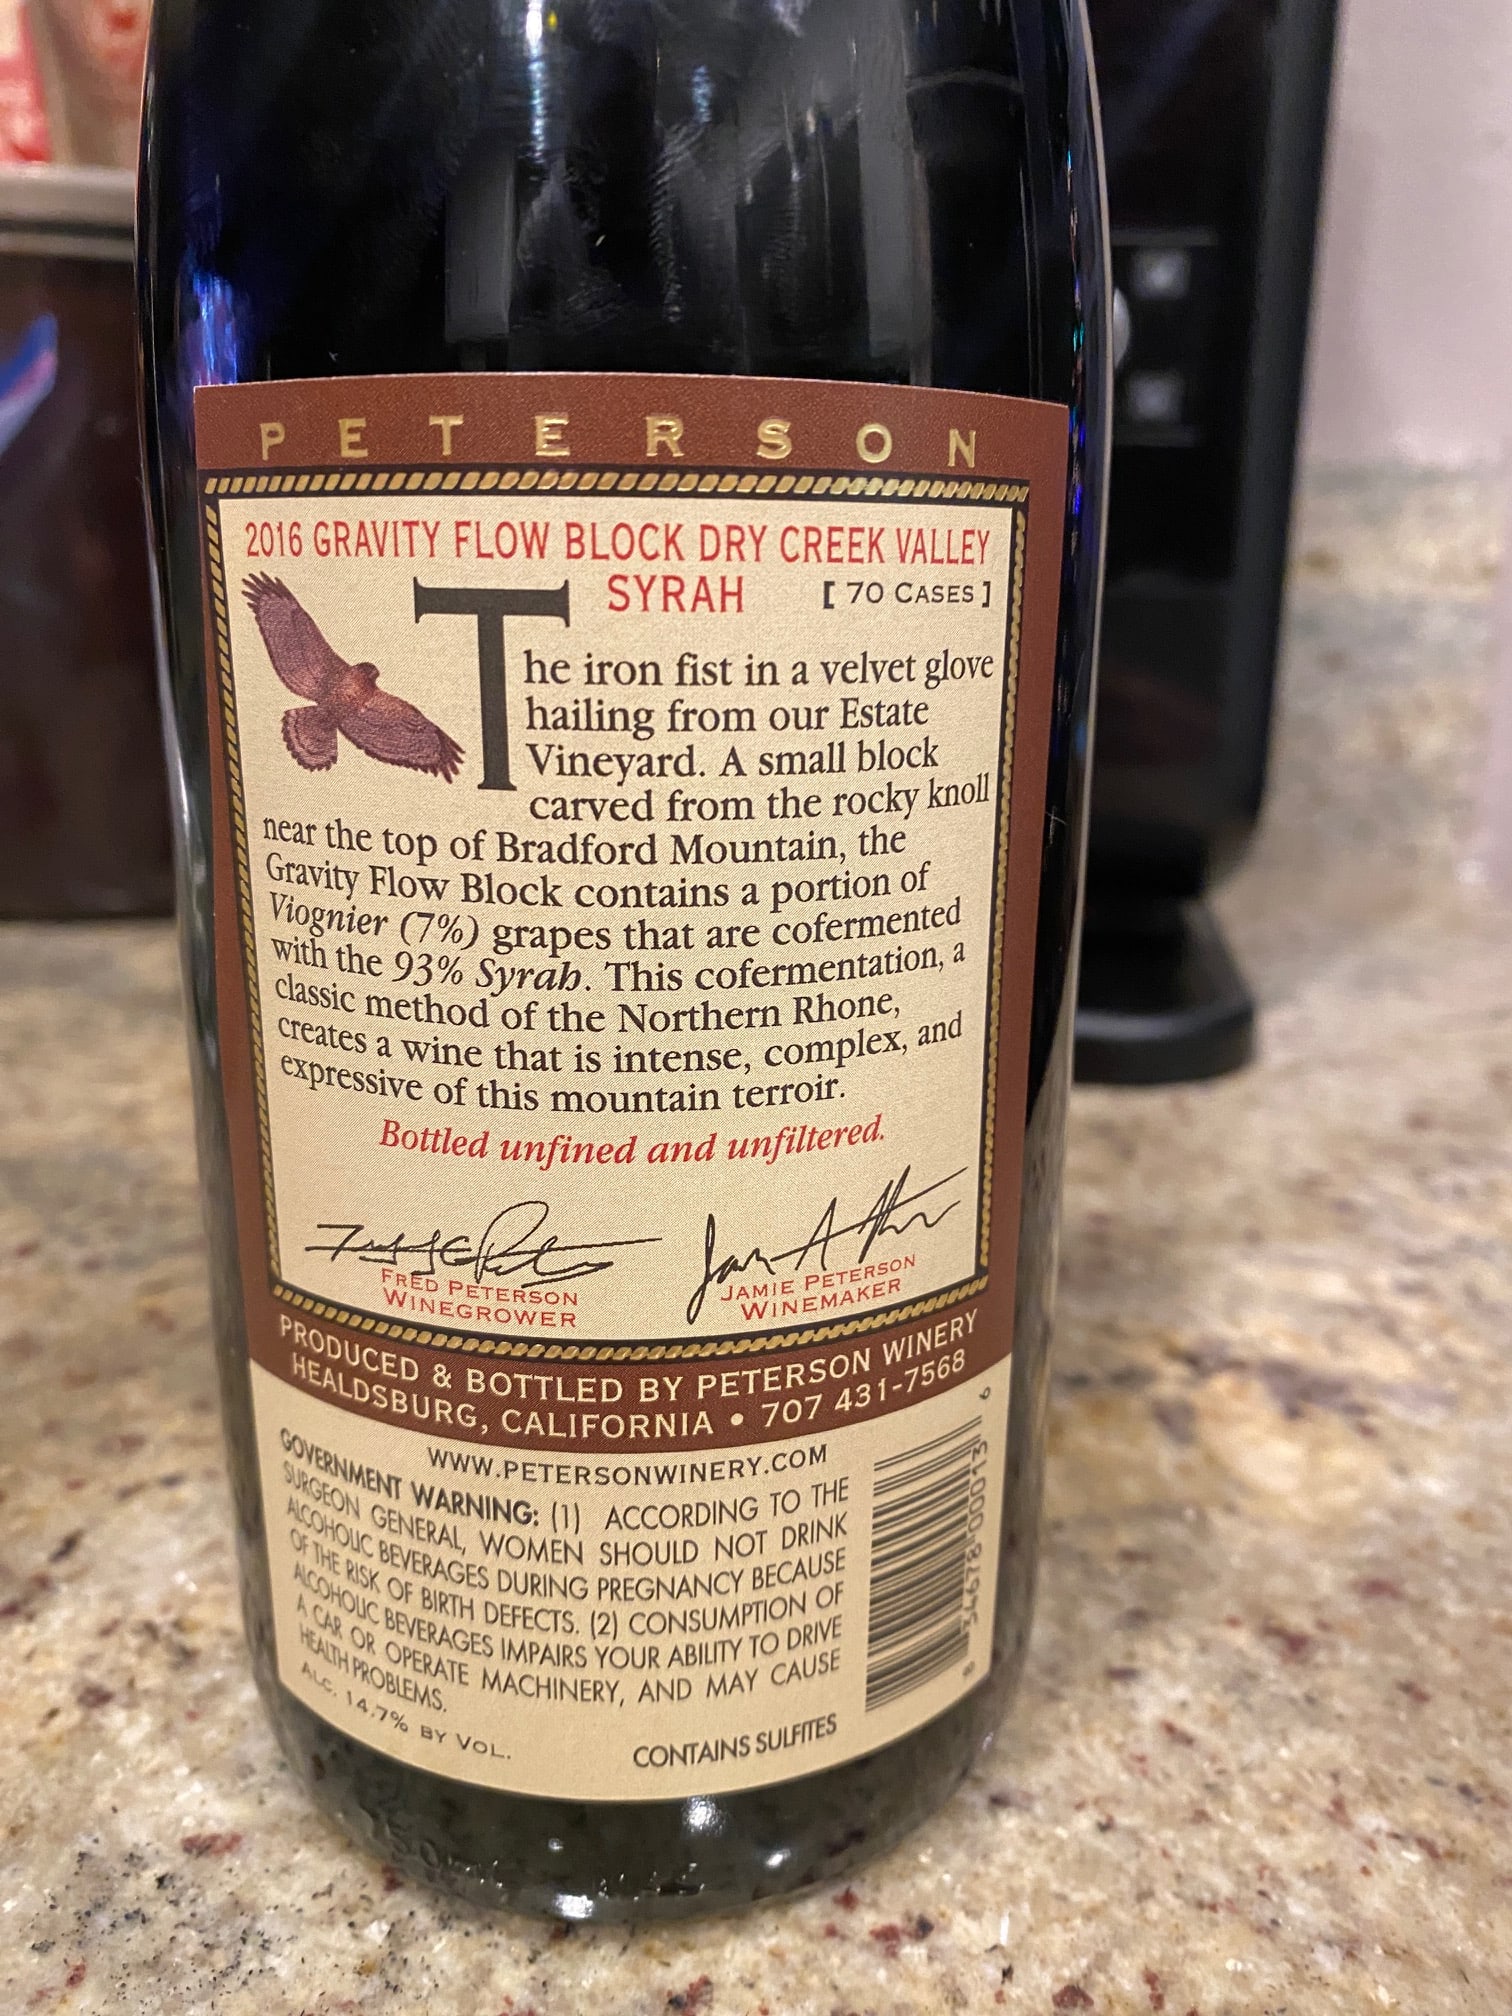 PETERSON
2016 GRAVITY FLOW BLOCK DRY CREEK VALLEY
SYRAH [ 70 CASES ]
The iron fist in a velvet glove
hailing from our Estate
Vineyard. A small block
carved from the rocky knoll
near the top of Bradford Mountain, the
Gravity Flow Block contains a portion of
Viognier (7%) grapes that are cofermented
with the 93% Syrah. This cofermentation, a
classic method of the Northern Rhone,
creates a wine that is intense, complex, and
expressive of this mountain terroir.
Bottled unfined and unfiltered.
FRED PETERSON
WINEGROWER
JAMIE PETERSON
WINEMAKER
PRODUCED & BOTTLED BY PETERSON WINERY
HEALDSBURG, CALIFORNIA • 707 431-7568
WWW.PETERSONWINERY.COM
GOVERNMENT WARNING: (1) ACCORDING TO THE
SURGEON GENERAL, WOMEN SHOULD NOT DRINK
ALCOHOLIC BEVERAGES DURING PREGNANCY BECAUSE
OF THE RISK OF BIRTH DEFECTS. (2) CONSUMPTION OF
ALCOHOLIC BEVERAGES IMPAIRS YOUR ABILITY TO DRIVE
A CAR OR OPERATE MACHINERY, AND MAY CAUSE
HEALTH PROBLEMS.
ALC. 14.7% BY VOL.
CONTAINS SULFITES
8 34678 00013 6